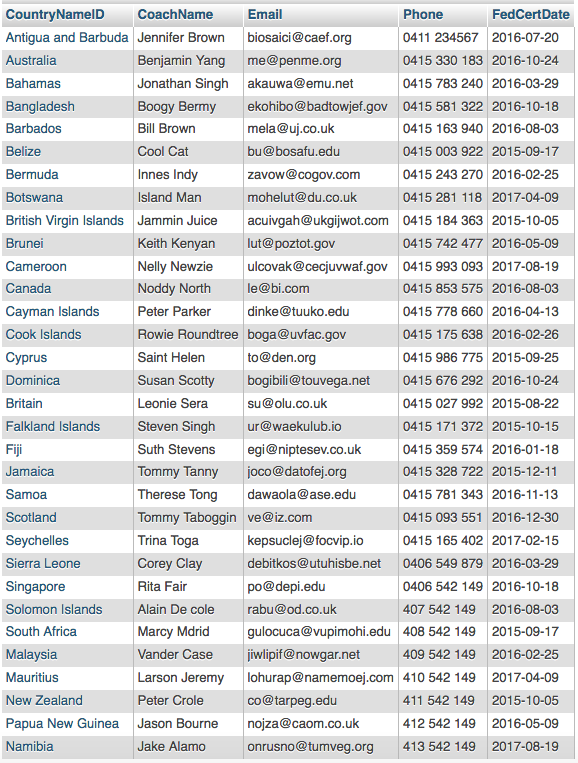 CountryNameID CoachName Email Phone FedCertDate
Antigua and Barbuda Jennifer Brown biosaici@caef.org 0411 234567 2016-07-20
Australia Benjamin Yang me@penme.org 0415 330 183 2016-10-24
Bahamas Jonathan Singh akauwa@emu.net 0415 783 240 2016-03-29
Bangladesh Boogy Bermy ekohibo@badtowjef.gov 0415 581 322 2016-10-18
Barbados Bill Brown mela@uj.co.uk 0415 163 940 2016-08-03
Belize Cool Cat bu@bosafu.edu 0415 003 922 2015-09-17
Bermuda Innes Indy zavow@cogov.com 0415 243 270 2016-02-25
Botswana Island Man mohelut@du.co.uk 0415 281 118 2017-04-09
British Virgin Islands Jammin Juice acuivgah@ukgijwot.com 0415 184 363 2015-10-05
Brunei Keith Kenyan lut@poztot.gov 0415 742 477 2016-05-09
Cameroon Nelly Newzie ulcovak@cecjuvwaf.gov 0415 993 093 2017-08-19
Canada Noddy North le@bi.com 0415 853 575 2016-08-03
Cayman Islands Peter Parker dinke@tuuko.edu 0415 778 660 2016-04-13
Cook Islands Rowie Roundtree boga@uvfac.gov 0415 175 638 2016-02-26
Cyprus Saint Helen to@den.org 0415 986 775 2015-09-25
Dominica Susan Scotty bogibili@touvega.net 0415 676 292 2016-10-24
Britain Leonie Sera su@olu.co.uk 0415 027 992 2015-08-22
Falkland Islands Steven Singh ur@waekulub.io 0415 171 372 2015-10-15
Fiji Suth Stevens egi@niptesev.co.uk 0415 359 574 2016-01-18
Jamaica Tommy Tanny joco@datofej.org 0415 328 722 2015-12-11
Samoa Therese Tong dawaola@ase.edu 0415 781 343 2016-11-13
Scotland Tommy Taboggin ve@iz.com 0415 093 551 2016-12-30
Seychelles Trina Toga kepsuclej@focvip.io 0415 165 402 2017-02-15
Sierra Leone Corey Clay debitkos@utuhisbe.net 0406 549 879 2016-03-29
Singapore Rita Fair po@depi.edu 0406 542 149 2016-10-18
Solomon Islands Alain De cole rabu@od.co.uk 407 542 149 2016-08-03
South Africa Marcy Mdrid gulocuca@vupimohi.edu 408 542 149 2015-09-17
Malaysia Vander Case jiwlipif@nowgar.net 409 542 149 2016-02-25
Mauritius Larson Jeremy lohurap@namemoej.com 410 542 149 2017-04-09
New Zealand Peter Crole co@tarpeg.edu 411 542 149 2015-10-05
Papua New Guinea Jason Bourne nojza@caom.co.uk 412 542 149 2016-05-09
Namibia Jake Alamo onrusno@tumveg.org 413 542 149 2017-08-19